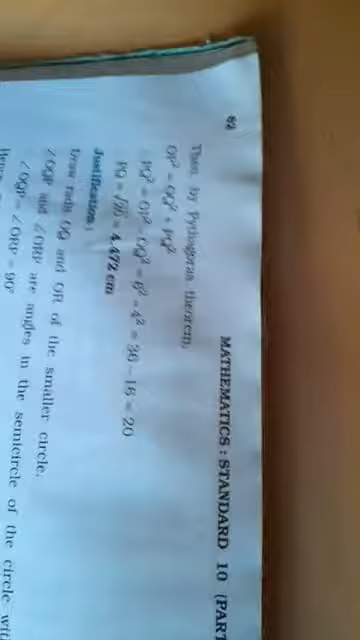 62
MATHEMATICS : STANDARD 10 (PART
Then, by Pythagoras theorem,
OP² = OQ² + PQ²
PQ² = OP² - OQ² = 6² - 4² = 36 - 16 = 20
PQ = √20 = 4.472 cm
Justification :
Draw radii OQ and OR of the smaller circle.
∠OQP and ∠ORP are angles in the semicircle of the circle with
∠OQP = ∠ORP = 90°